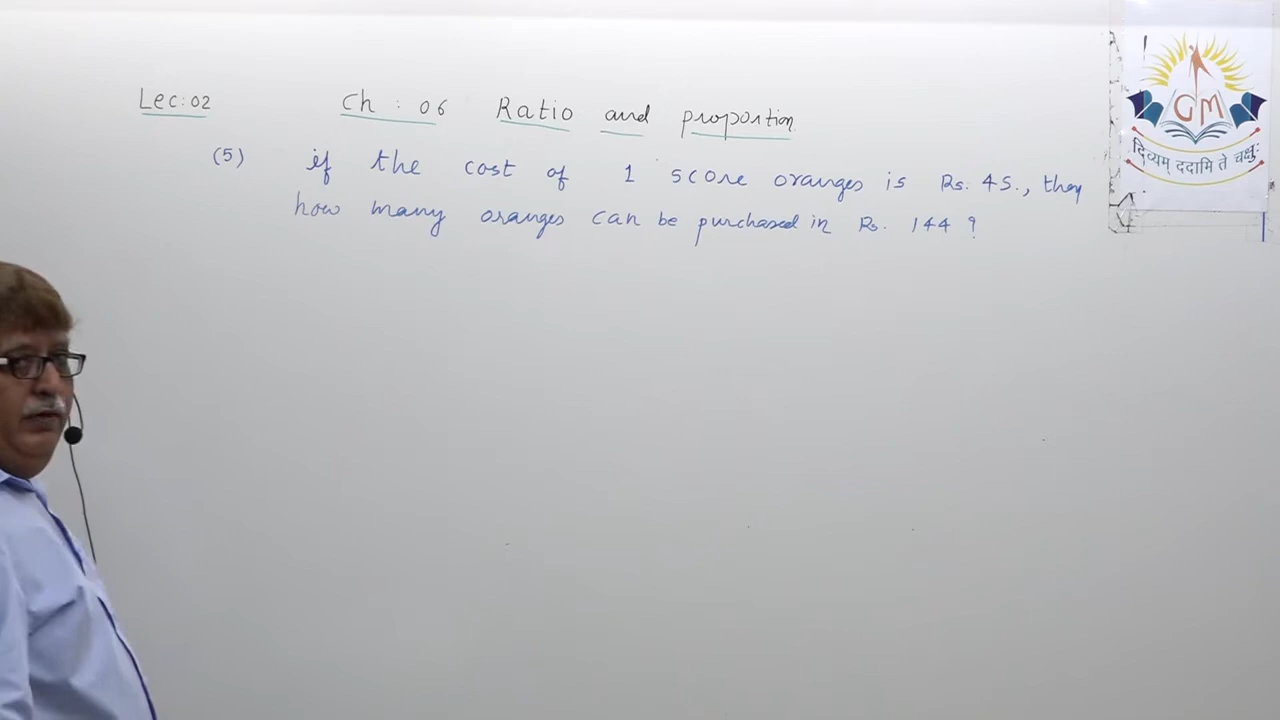 Lec: 02 Ch : 06 Ratio and proportion
(5) if the cost of 1 score oranges is Rs. 45., then
how many oranges can be purchased in Rs. 144 ?
GM
दिव्यम् ददामि ते चक्षुः